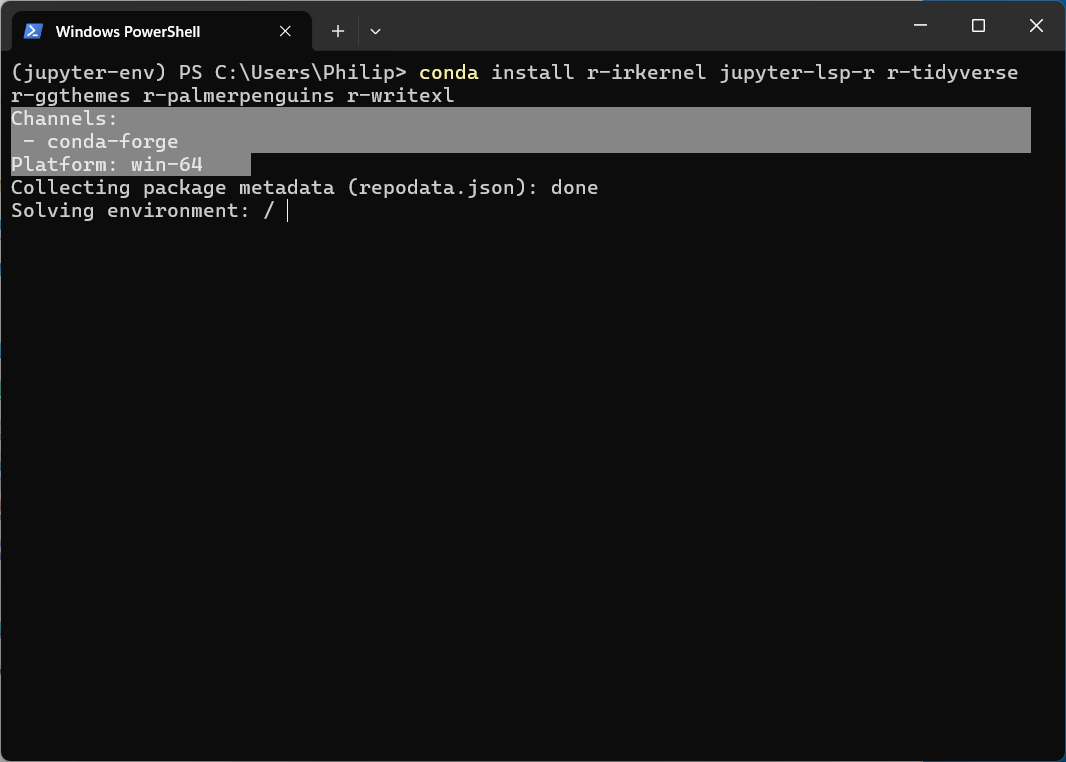 Windows PowerShell
(jupyter-env) PS C:\Users\Philip> conda install r-irkernel jupyter-lsp-r r-tidyverse
r-ggthemes r-palmerpenguins r-writexl
Channels:
 - conda-forge
Platform: win-64
Collecting package metadata (repodata.json): done
Solving environment: /